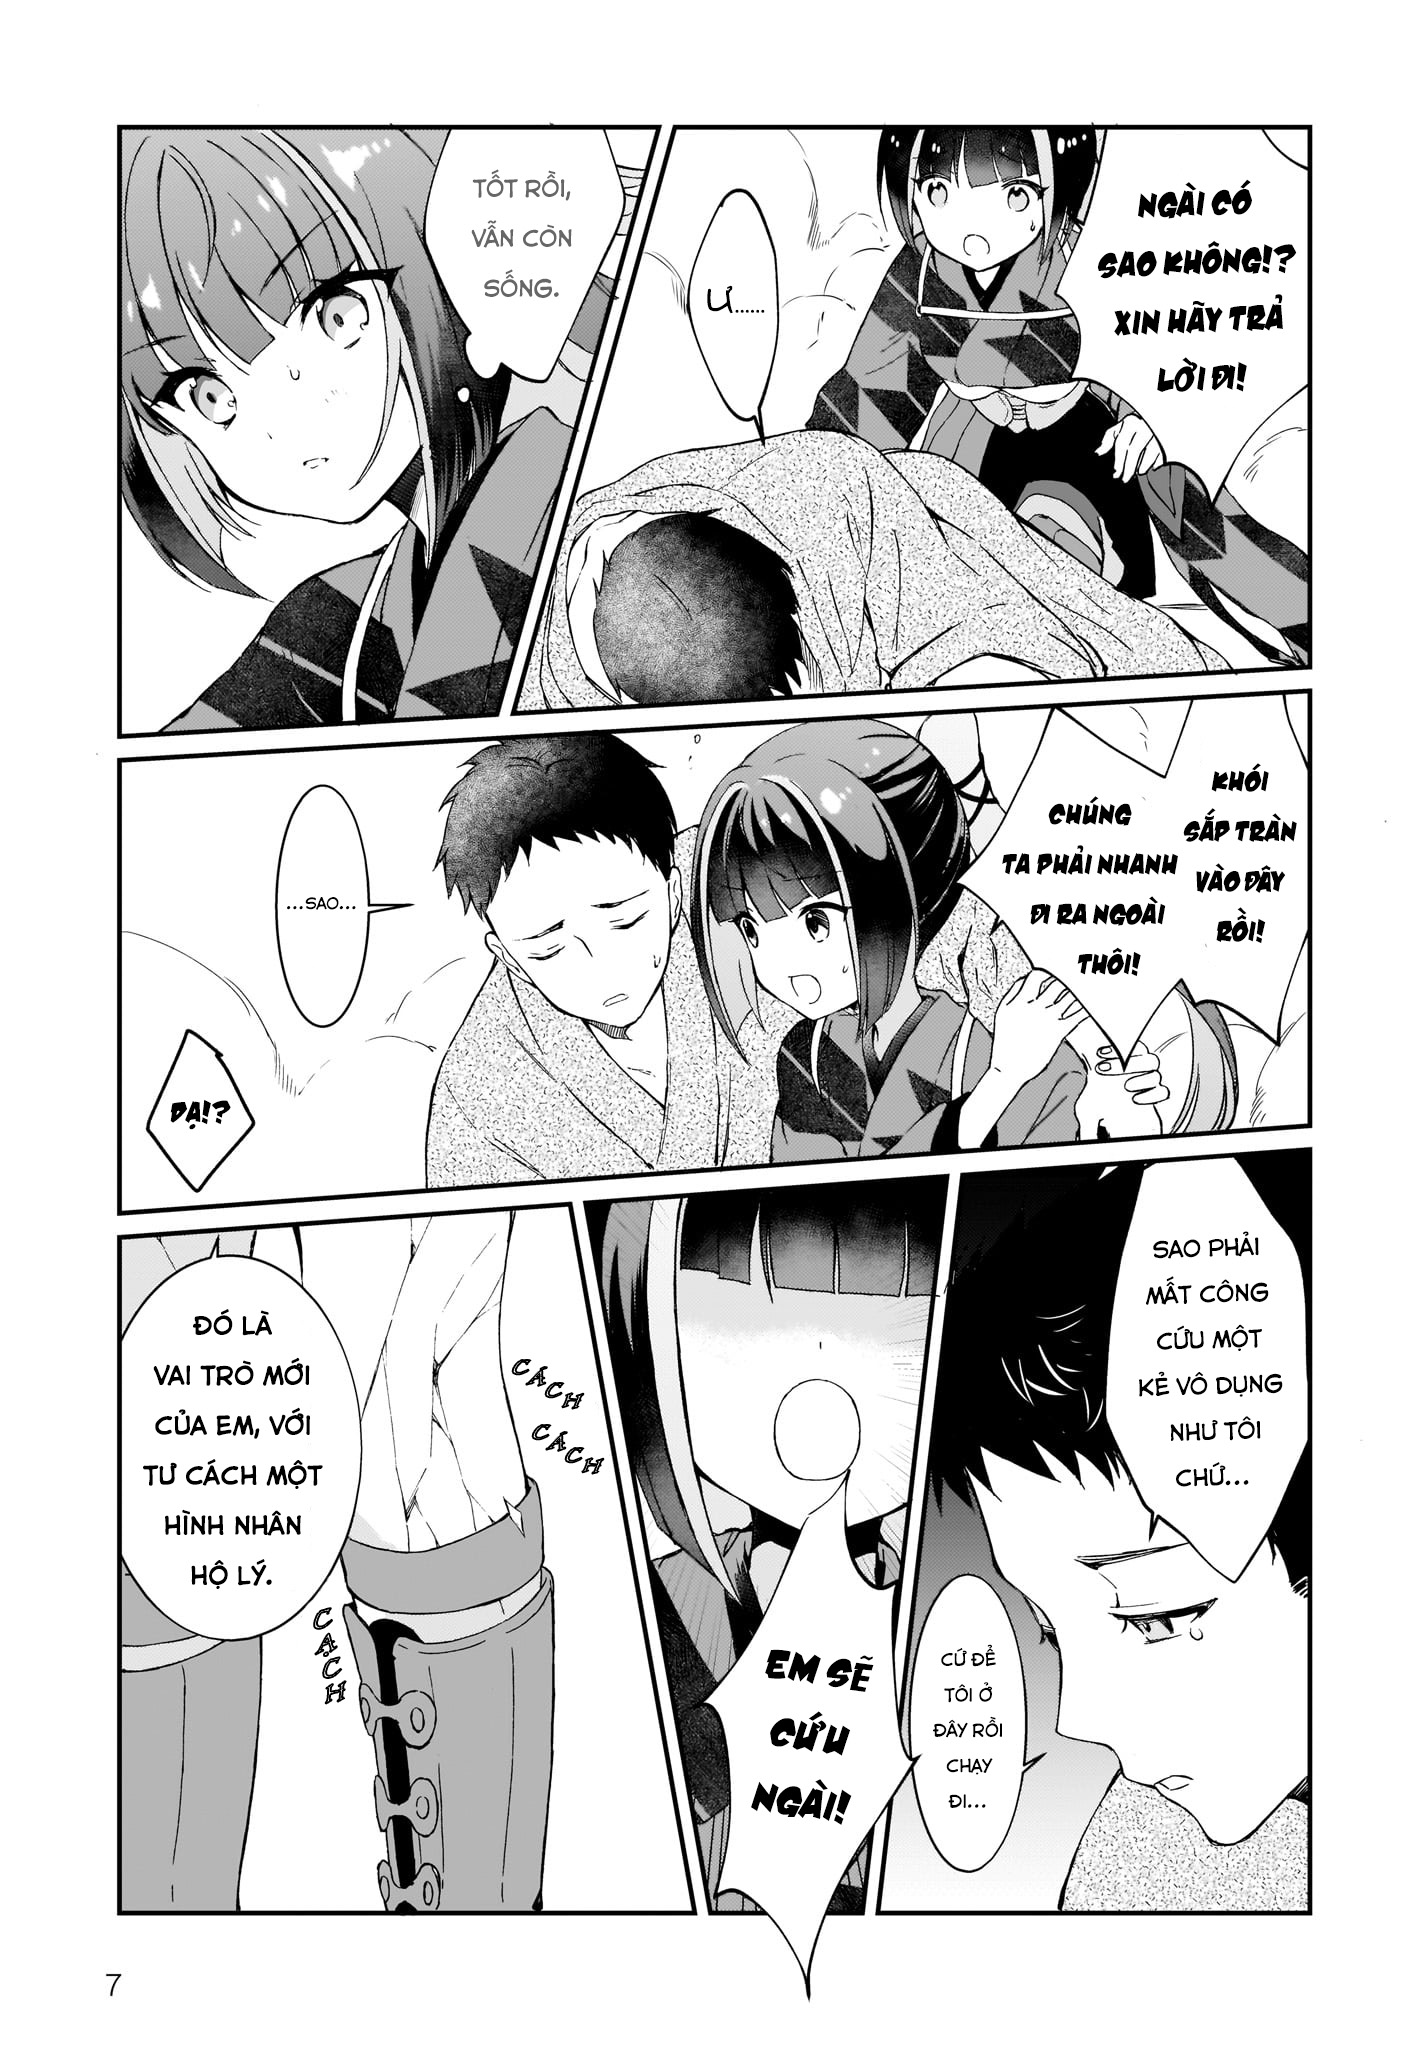 NGÀI CÓ
SAO KHÔNG!?
XIN HÃY TRẢ
LỜI ĐI!
Ư......
TỐT RỒI,
VẪN CÒN
SỐNG.
KHÓI
SẮP TRÀN
VÀO ĐÂY
RỒI!
CHÚNG
TA PHẢI NHANH
ĐI RA NGOÀI
THÔI!
...SAO...
DẠ!?
SAO PHẢI
MẤT CÔNG
CỨU MỘT
KẺ VÔ DỤNG
NHƯ TÔI
CHỨ...
CỨ ĐỂ
TÔI Ở
ĐÂY RỒI
CHẠY
ĐI...
EM SẼ
CỨU
NGÀI!
CÁCH
CÁCH
CẠCH
ĐÓ LÀ
VAI TRÒ MỚI
CỦA EM, VỚI
TƯ CÁCH MỘT
HÌNH NHÂN
HỘ LÝ.
7